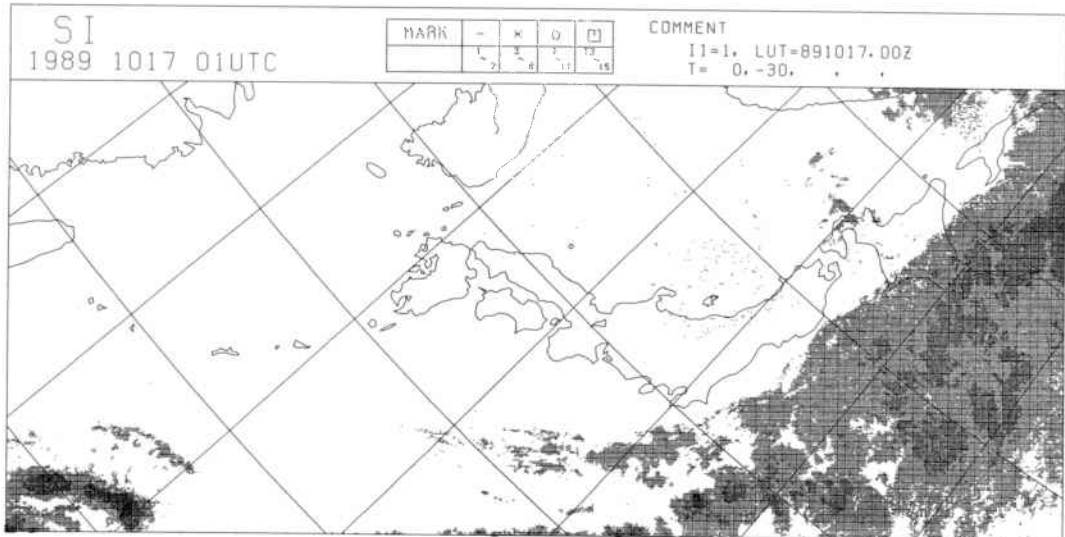 SI
1989 1017 01UTC
MARK
COMMENT
I1=1, LUT=891017.00Z
T= 0,-30, , ,